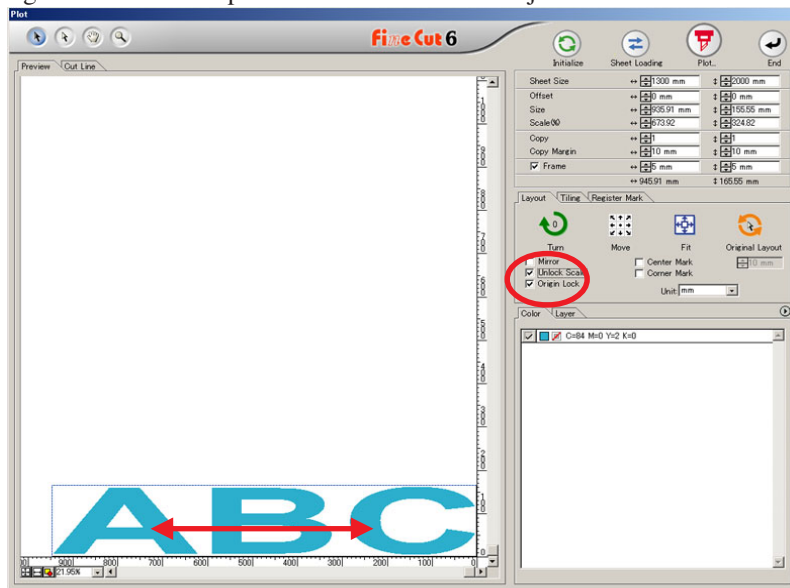 Plot
FineCut 6
Initialize Sheet Loading Plot.. End
Preview Cut Line
Sheet Size 1300 mm 2000 mm
Offset 0 mm 0 mm
Size 935.91 mm 155.55 mm
Scale(%) 673.92 324.82
Copy 1 1
Copy Margin 10 mm 10 mm
Frame 5 mm 5 mm
945.91 mm 165.55 mm
Layout Tiling Register Mark
0
Turn Move Fit Original Layout
Mirror Center Mark 10 mm
Unlock Scale Corner Mark
Origin Lock
Unit: mm
Color Layer
C=84 M=0 Y=2 K=0
ABC
900 800 700 600 500 400 300 200 100 0
21.95%